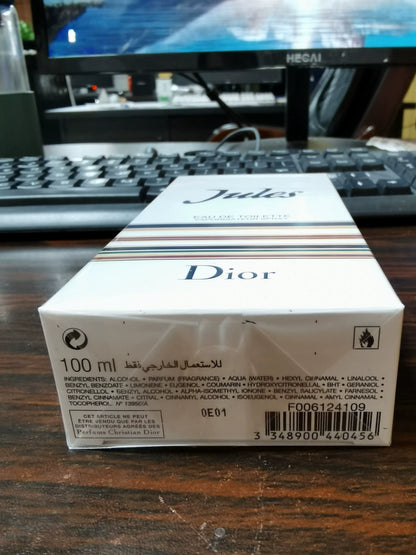 HECAI
Jules
EAU DE TOILETTE
Dior
100 ml للاستعمال الخارجي فقط
INGREDIENTS: ALCOHOL • PARFUM (FRAGRANCE) • AQUA (WATER) • HEXYL CINNAMAL • LINALOOL •
BENZYL BENZOATE • LIMONENE • EUGENOL • COUMARIN • HYDROXYCITRONELLAL • BHT • GERANIOL
CITRONELLOL • BENZYL ALCOHOL • ALPHA-ISOMETHYL IONONE • BENZYL SALICYLATE • FARNESOL •
BENZYL CINNAMATE • CITRAL • CINNAMYL ALCOHOL • ISOEUGENOL • CINNAMAL • AMYL CINNAMAL •
TOCOPHEROL. N°
CET ARTICLE NE PEUT
ÊTRE VENDU QUE PAR LES
DISTRIBUTEURS AGRÉÉS DES
Parfums Christian Dior
0E01
F006124109
3 348900 440456